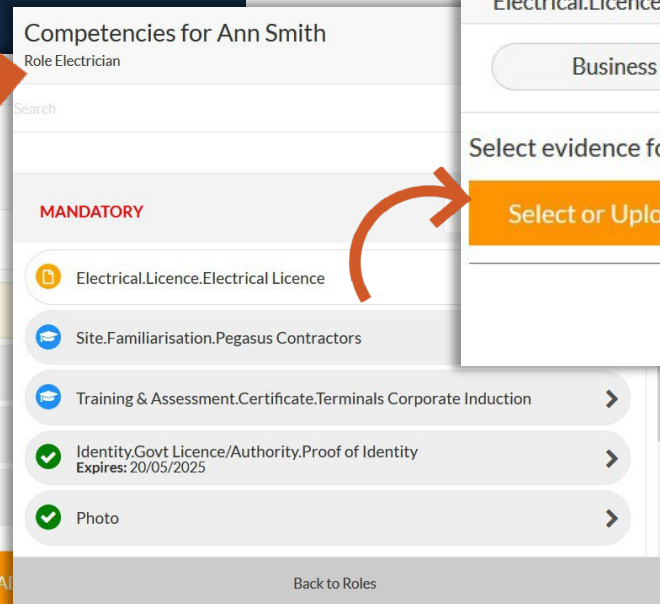 Competencies for Ann Smith
Role Electrician
Search
MANDATORY
Electrical.Licence.Electrical Licence
Site.Familiarisation.Pegasus Contractors
Training & Assessment.Certificate.Terminals Corporate Induction
Identity.Govt Licence/Authority.Proof of Identity
Expires: 20/05/2025
Photo
Back to Roles
Electrical.Licence
Business
Select evidence
Select or